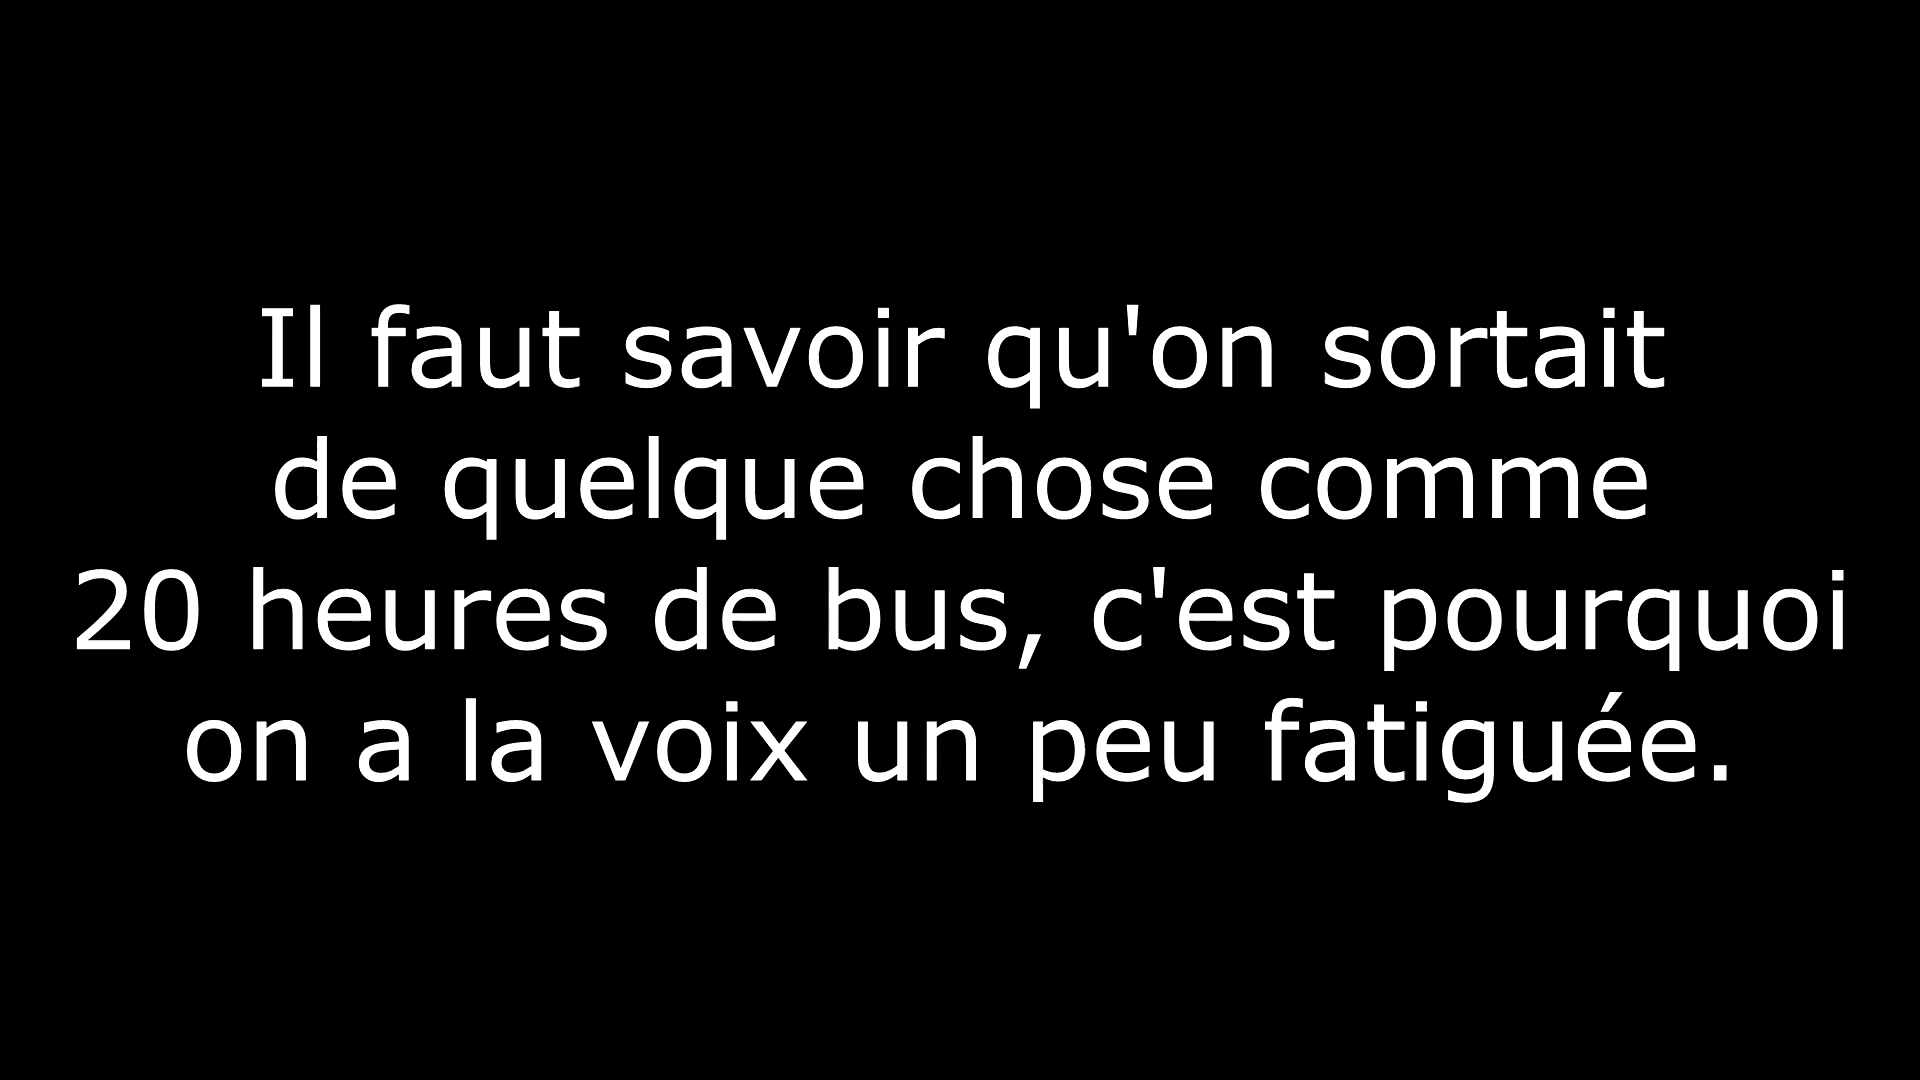 Il faut savoir qu'on sortait
de quelque chose comme
20 heures de bus, c'est pourquoi
on a la voix un peu fatiguée.